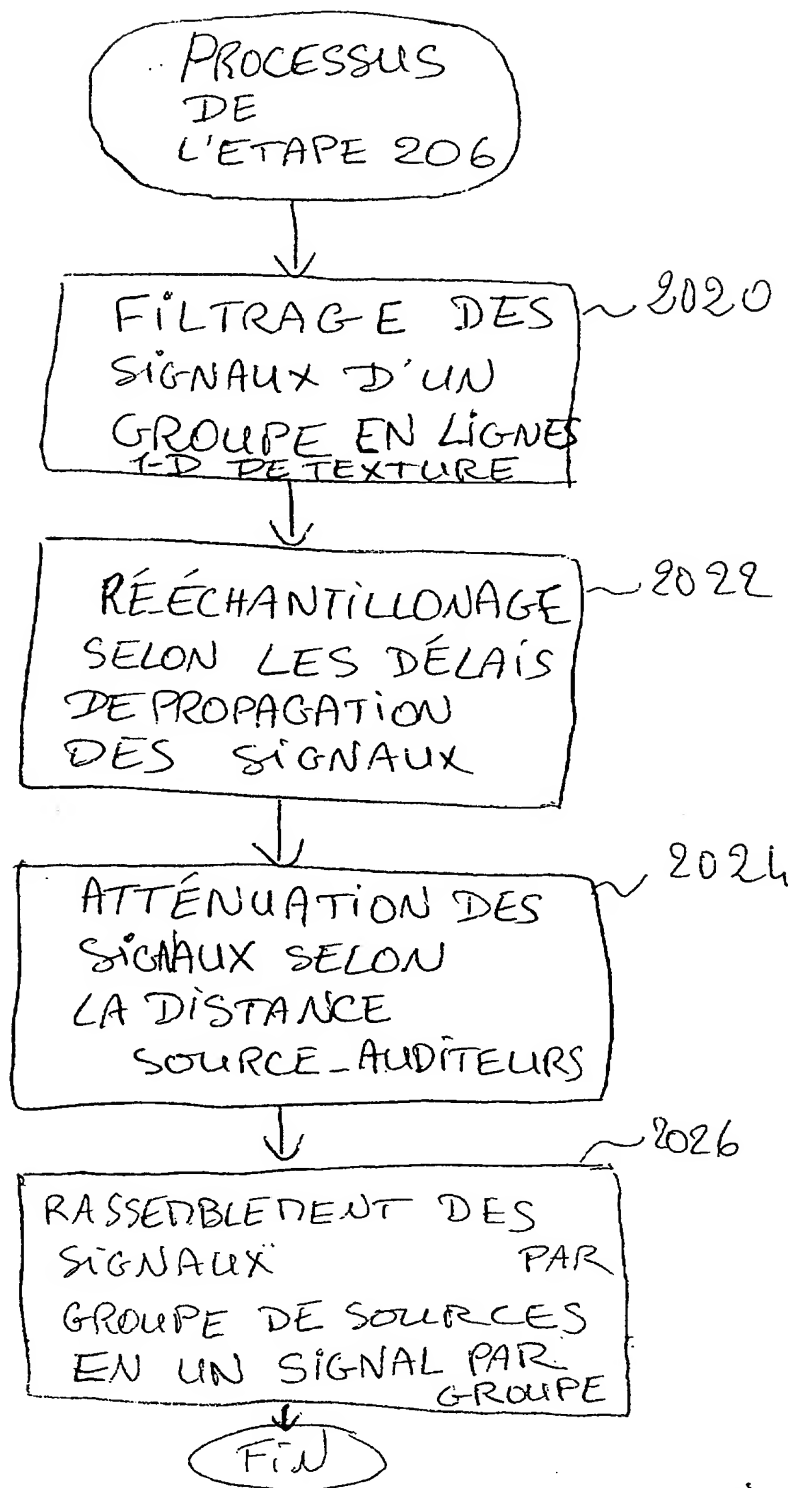 PROCESSUS
DE
L'ETAPE 206
FILTRAGE DES
SIGNAUX D'UN
GROUPE EN LIGNES
1-D DE TEXTURE
2020
RÉÉCHANTILLONAGE
SELON LES DÉLAIS
DE PROPAGATION
DES SIGNAUX
2022
ATTÉNUATION DES
SIGNAUX SELON
LA DISTANCE
SOURCE_AUDITEURS
2024
RASSEMBLEMENT DES
SIGNAUX PAR
GROUPE DE SOURCES
EN UN SIGNAL PAR
GROUPE
2026
FIN